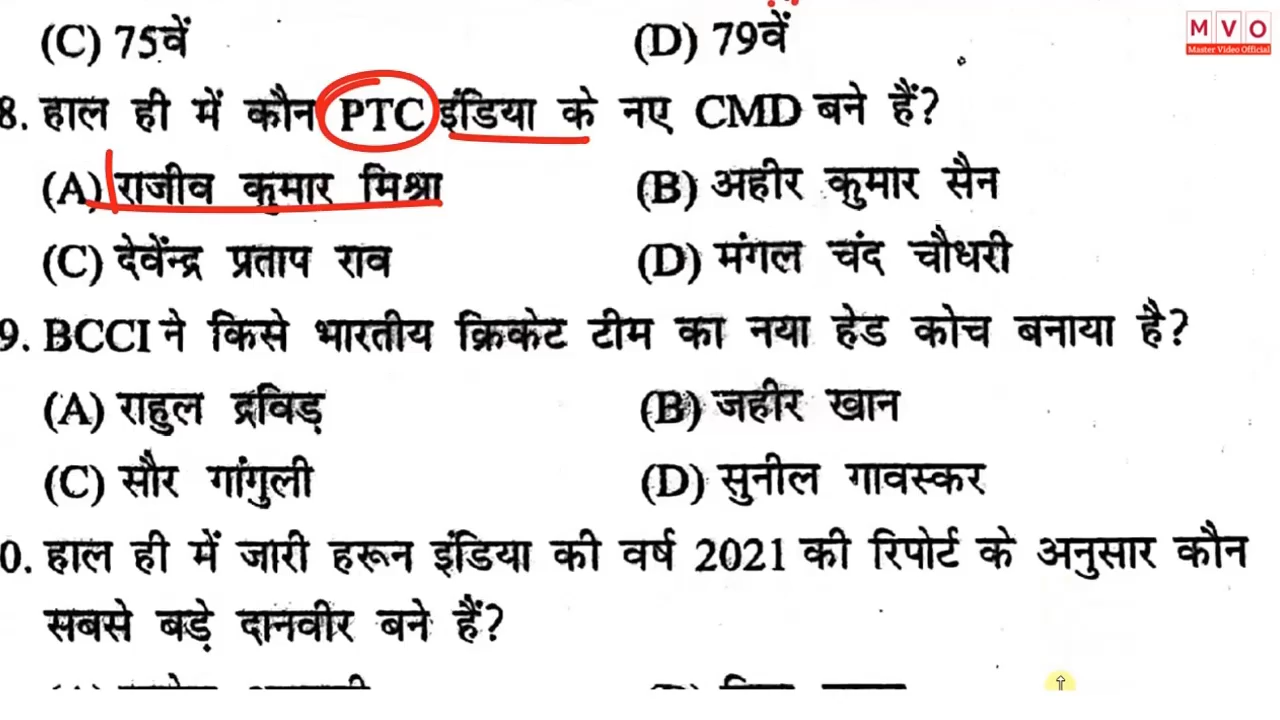 (C) 75वें (D) 79वें
M V O
Master Video Official
8. हाल ही में कौन PTC इंडिया के नए CMD बने हैं?
(A) राजीव कुमार मिश्रा (B) अहीर कुमार सैन
(C) देवेंन्द्र प्रताप राव (D) मंगल चंद चौधरी
9. BCCI ने किसे भारतीय क्रिकेट टीम का नया हेड कोच बनाया है?
(A) राहुल द्रविड़ (B) जहीर खान
(C) सौर गांगुली (D) सुनील गावस्कर
0. हाल ही में जारी हरून इंडिया की वर्ष 2021 की रिपोर्ट के अनुसार कौन
सबसे बड़े दानवीर बने हैं?